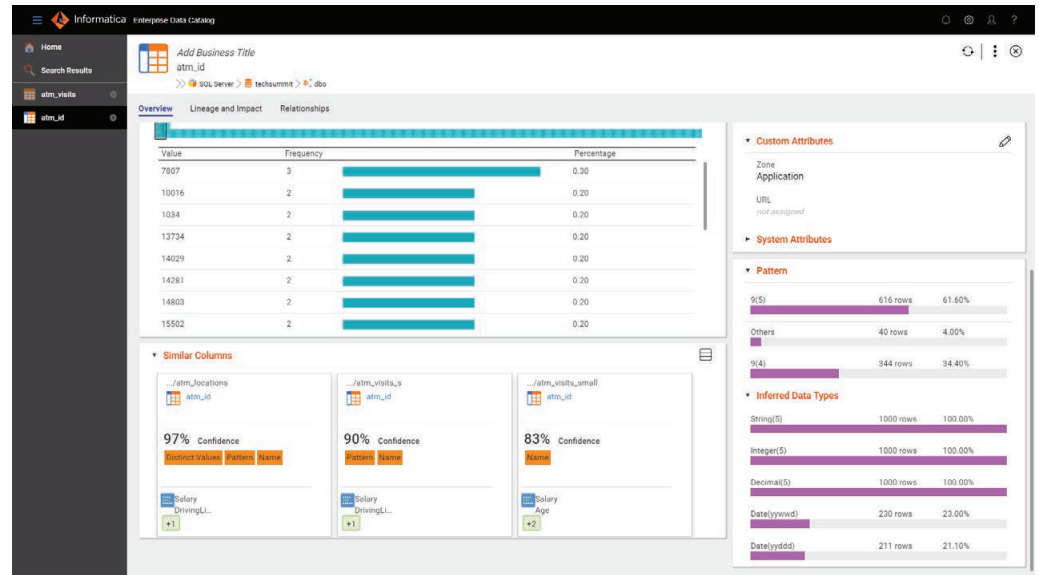 Informatica Enterprise Data Catalog
?
Home
Search Results
atm_visits
atm_id
Add Business Title
atm_id
SQL Server > techsummit > dbo
Overview Lineage and Impact Relationships
Value Frequency Percentage
7807 3 0.30
10016 2 0.20
1034 2 0.20
13734 2 0.20
14029 2 0.20
14281 2 0.20
14803 2 0.20
15502 2 0.20
Similar Columns
.../atm_locations
atm_id
97% Confidence
Distinct Values Pattern Name
Salary
DrivingLi...
+1
.../atm_visits_s
atm_id
90% Confidence
Pattern Name
Salary
DrivingLi...
+1
.../atm_visits_small
atm_id
83% Confidence
Name
Salary
Age
+2
Custom Attributes
Zone
Application
URL
not assigned
System Attributes
Pattern
9(5) 616 rows 61.60%
Others 40 rows 4.00%
9(4) 344 rows 34.40%
Inferred Data Types
String(5) 1000 rows 100.00%
Integer(5) 1000 rows 100.00%
Decimal(5) 1000 rows 100.00%
Date(yywwd) 230 rows 23.00%
Date(yyddd) 211 rows 21.10%